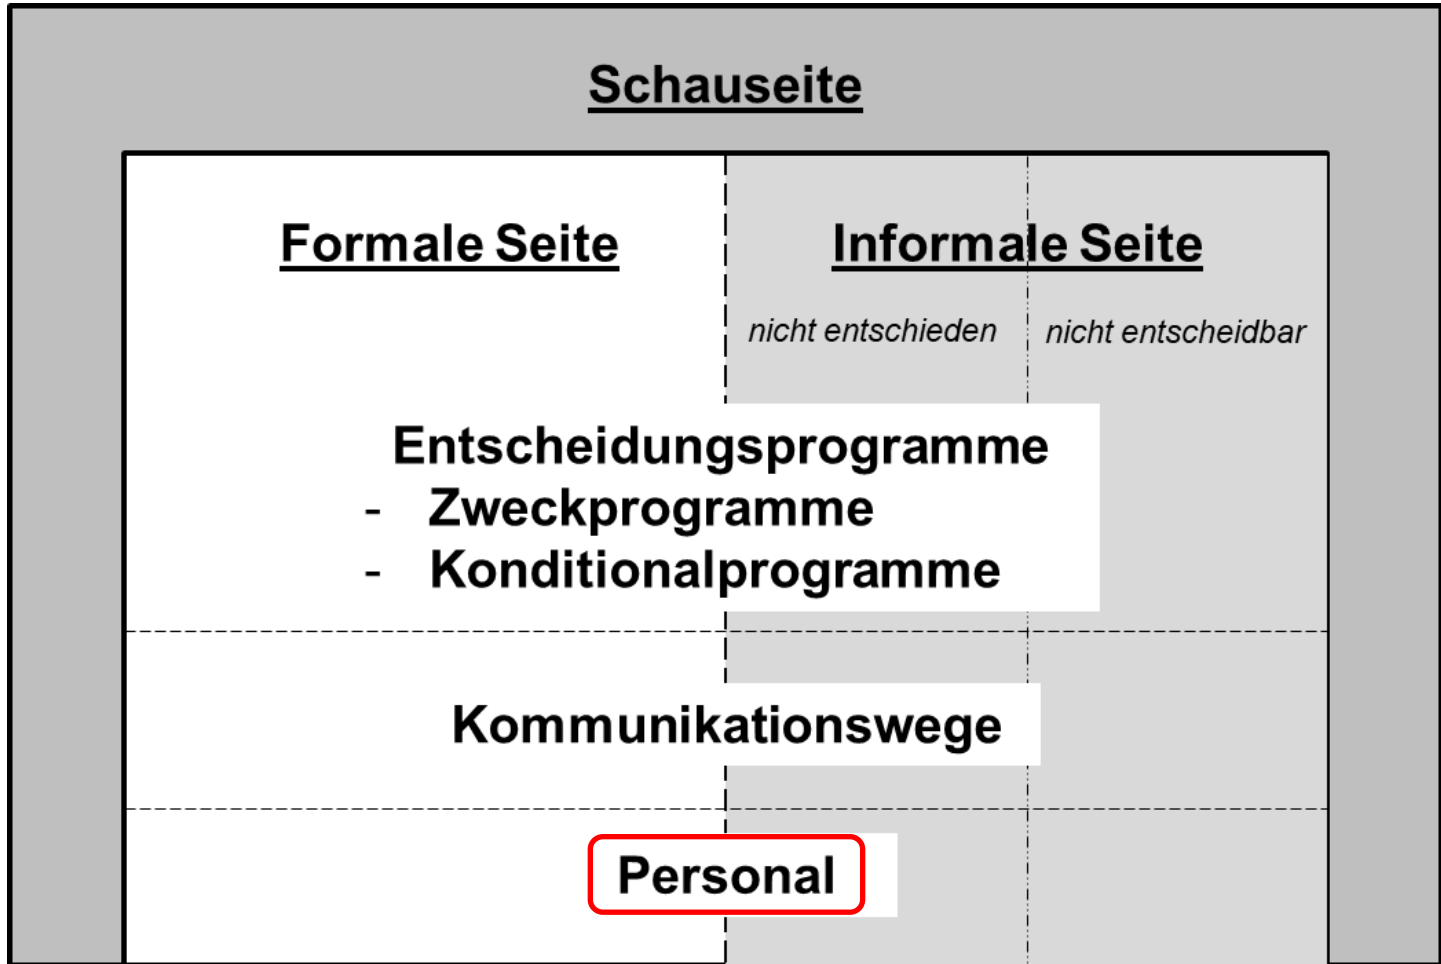 Schauseite
Formale Seite
Informale Seite
nicht entschieden
nicht entscheidbar
Entscheidungsprogramme
- Zweckprogramme
- Konditionalprogramme
Kommunikationswege
Personal